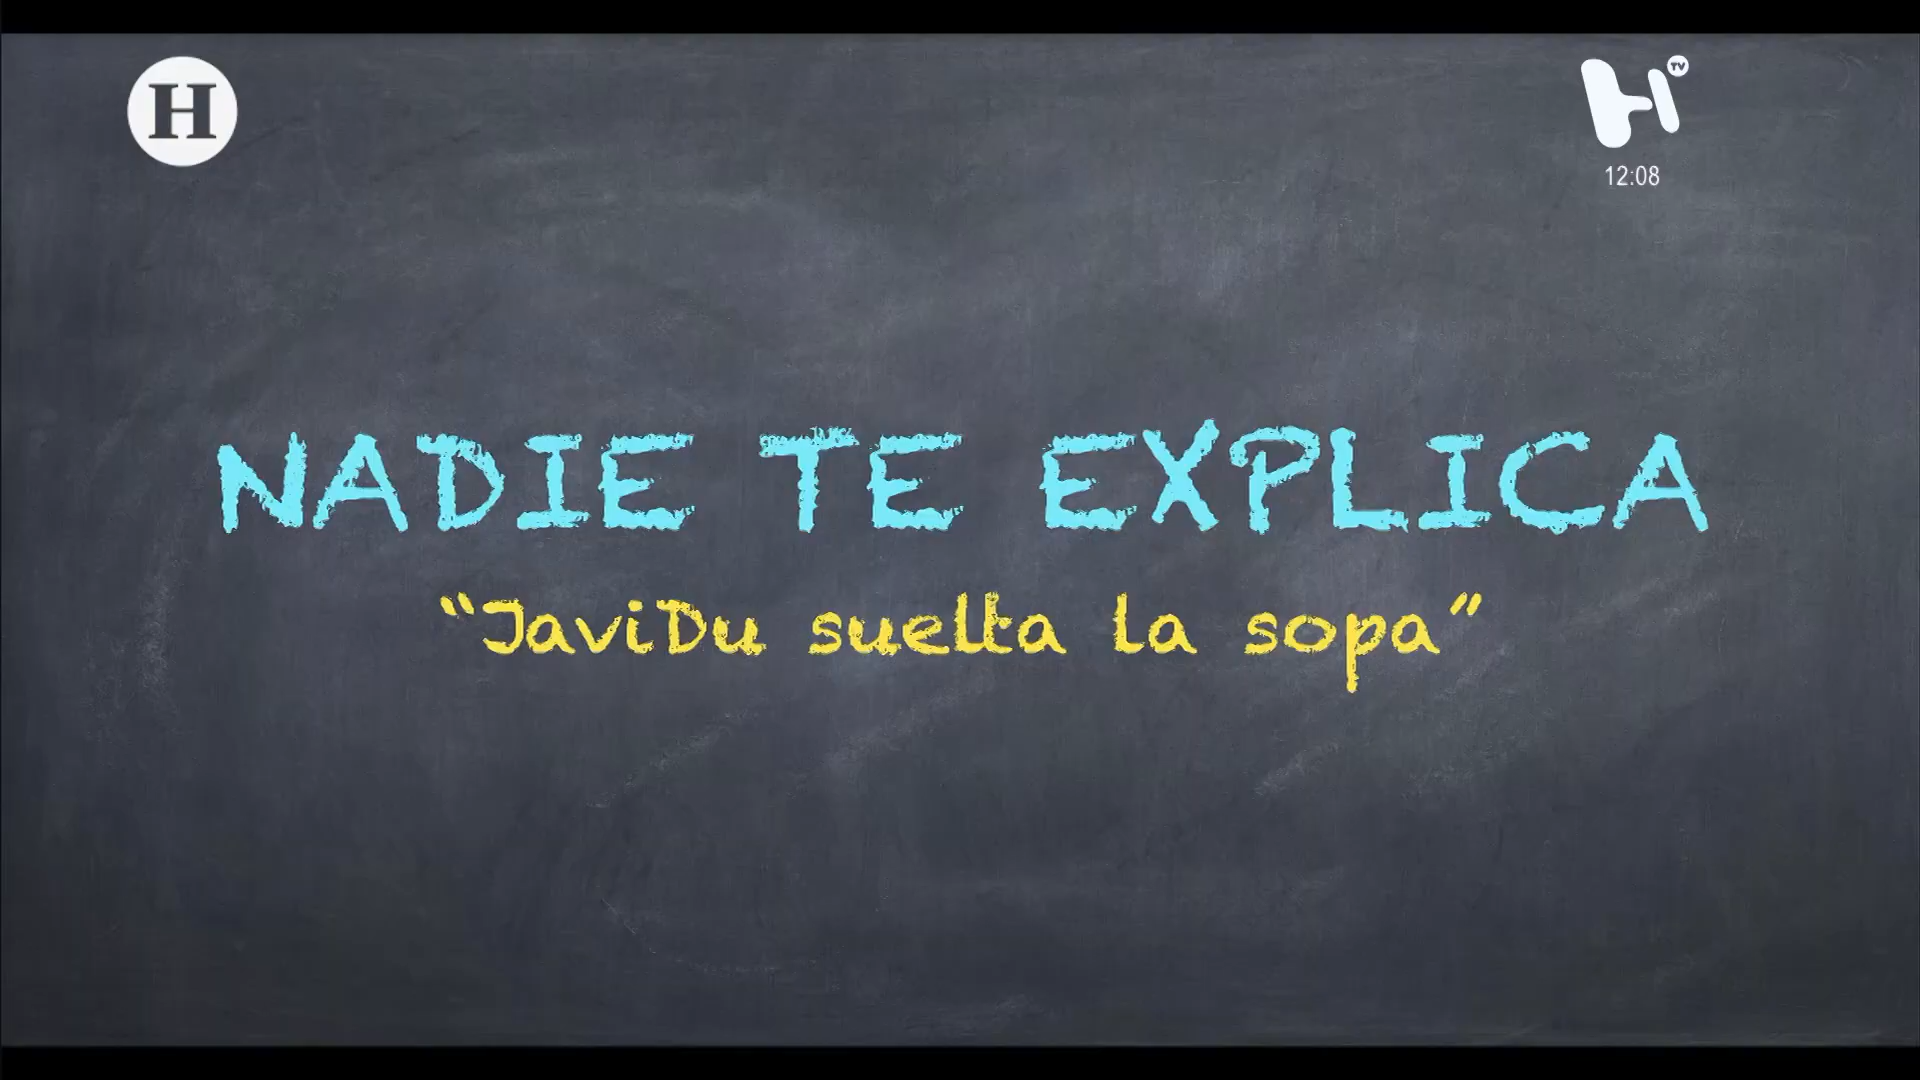 H
H TV
12:08
NADIE TE EXPLICA
“JaviDu suelta la sopa”